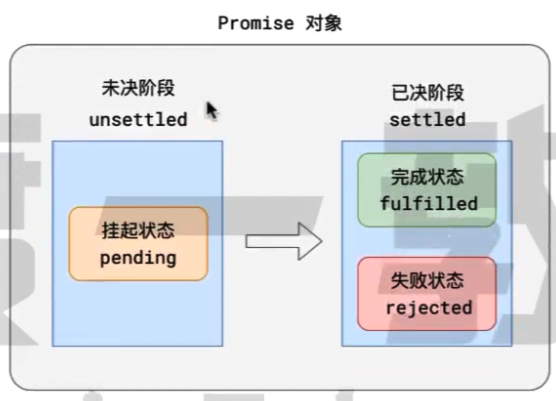 Promise 对象
未决阶段
unsettled
挂起状态
pending
已决阶段
settled
完成状态
fulfilled
失败状态
rejected